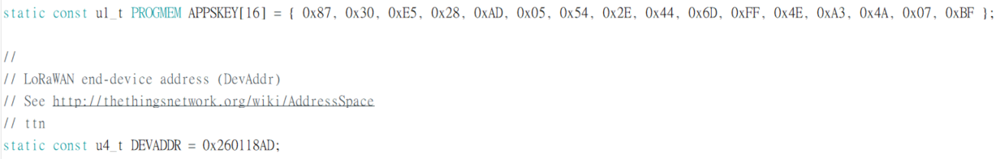 static const u1_t PROGMEM APPSKEY[16] = { 0x87, 0x30, 0xE5, 0x28, 0xAD, 0x05, 0x54, 0x2E, 0x44, 0x6D, 0xFF, 0x4E, 0xA3, 0x4A, 0x07, 0xBF };
//
// LoRaWAN end-device address (DevAddr)
// See http://thethingsnetwork.org/wiki/AddressSpace
// ttn
static const u4_t DEVADDR = 0x260118AD;